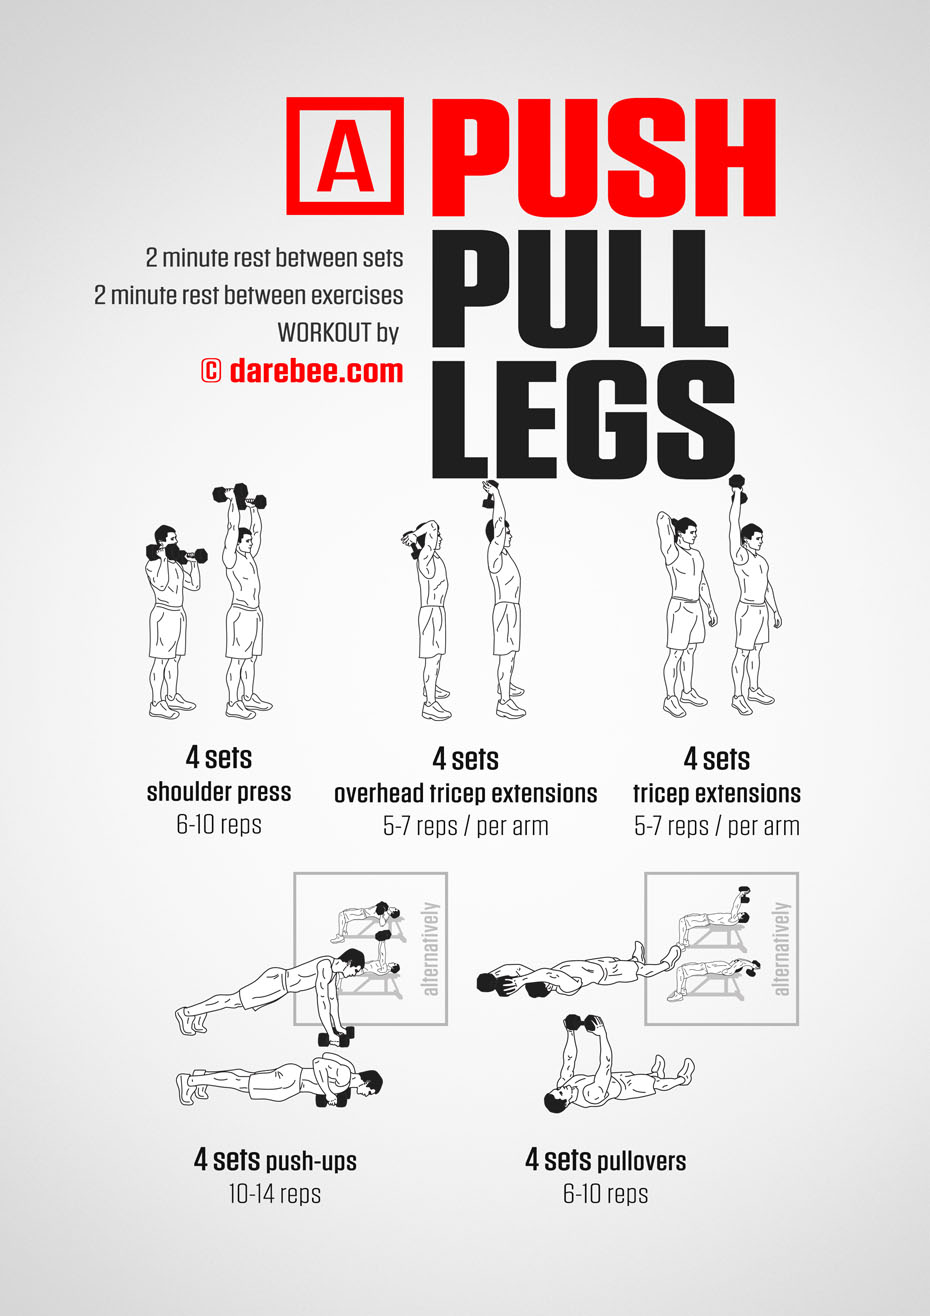 A
PUSH
PULL
LEGS
2 minute rest between sets
2 minute rest between exercises
WORKOUT by
© darebee.com
4 sets
shoulder press
6-10 reps
4 sets
overhead tricep extensions
5-7 reps / per arm
4 sets
tricep extensions
5-7 reps / per arm
alternatively
4 sets push-ups
10-14 reps
alternatively
4 sets pullovers
6-10 reps